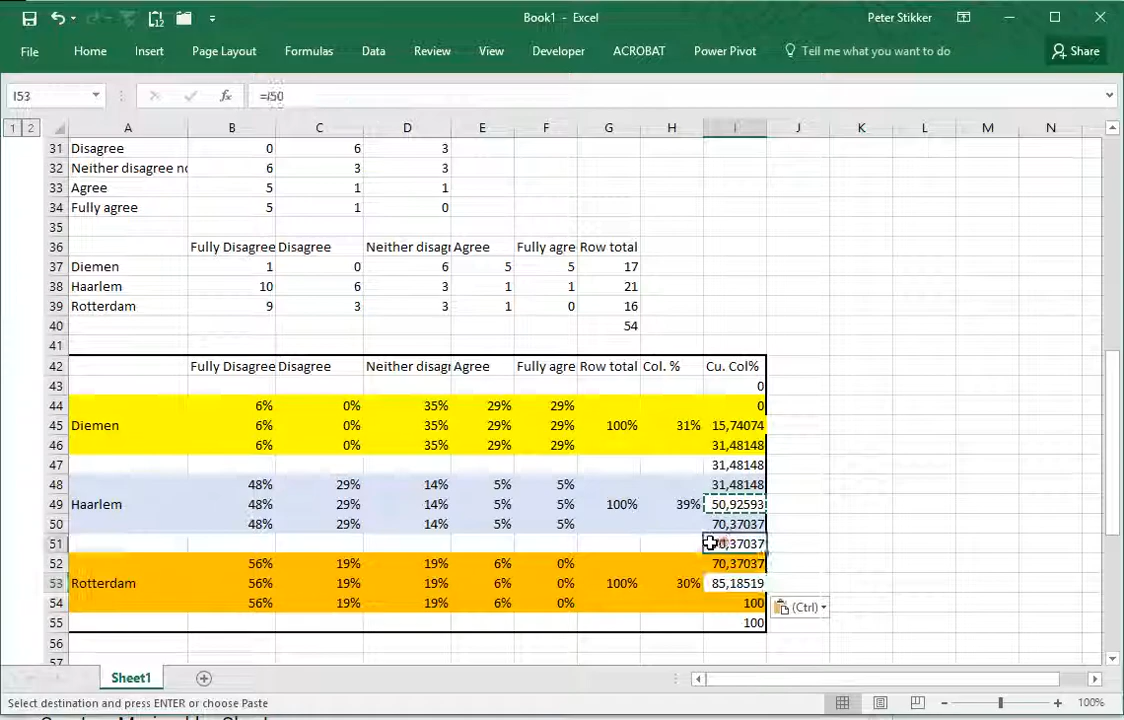 Book1 - Excel
Peter Stikker
File Home Insert Page Layout Formulas Data Review View Developer ACROBAT Power Pivot Tell me what you want to do Share
I53 fx =I50
1 2 A B C D E F G H I J K L M N
31 Disagree 0 6 3
32 Neither disagree no 6 3 3
33 Agree 5 1 1
34 Fully agree 5 1 0
35
36 Fully Disagree Disagree Neither disagr Agree Fully agre Row total
37 Diemen 1 0 6 5 5 17
38 Haarlem 10 6 3 1 1 21
39 Rotterdam 9 3 3 1 0 16
40 54
41
42 Fully Disagree Disagree Neither disagr Agree Fully agre Row total Col. % Cu. Col%
43 0
44 6% 0% 35% 29% 29% 0
45 Diemen 6% 0% 35% 29% 29% 100% 31% 15,74074
46 6% 0% 35% 29% 29% 31,48148
47 31,48148
48 48% 29% 14% 5% 5% 31,48148
49 Haarlem 48% 29% 14% 5% 5% 100% 39% 50,92593
50 48% 29% 14% 5% 5% 70,37037
51 70,37037
52 56% 19% 19% 6% 0% 70,37037
53 Rotterdam 56% 19% 19% 6% 0% 100% 30% 85,18519
54 56% 19% 19% 6% 0% 100
55 100
(Ctrl)
56
57
Sheet1
Select destination and press ENTER or choose Paste 100%